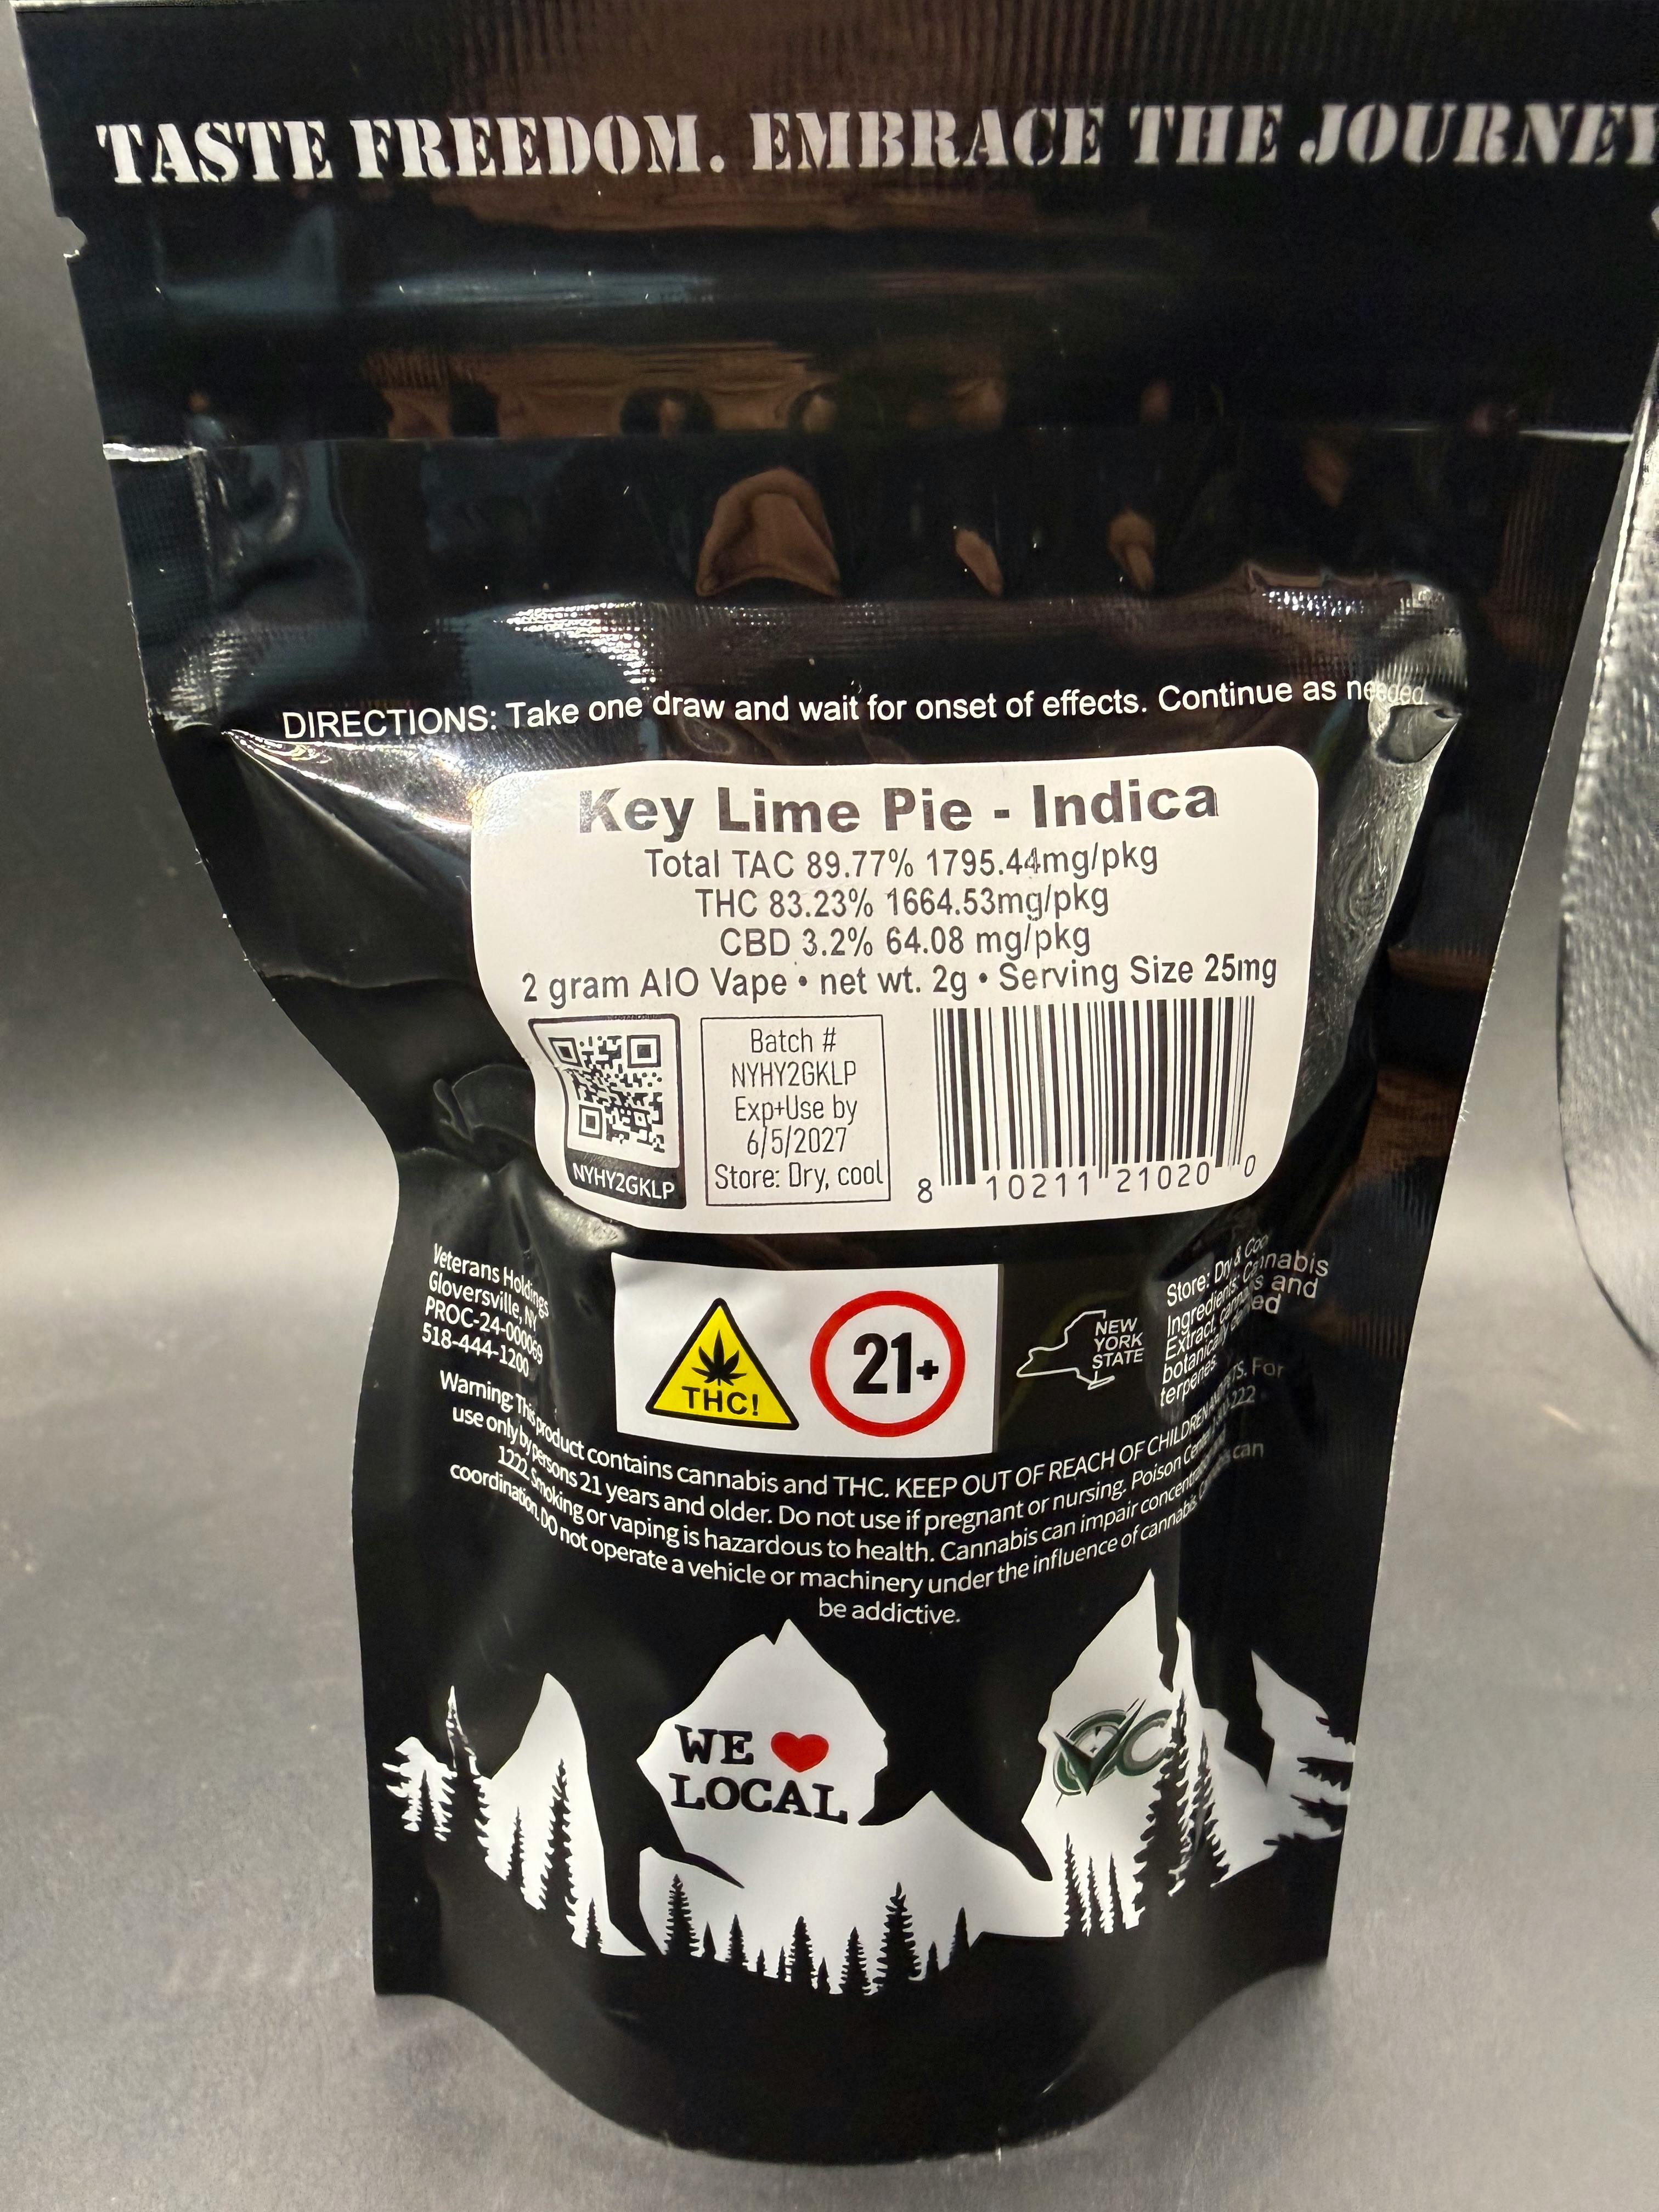 TASTE FREEDOM. EMBRACE THE JOURNEY
DIRECTIONS: Take one draw and wait for onset of effects. Continue as needed.
Key Lime Pie - Indica
Total TAC 89.77% 1795.44mg/pkg
THC 83.23% 1664.53mg/pkg
CBD 3.2% 64.08 mg/pkg
2 gram AIO Vape • net wt. 2g • Serving Size 25mg
NYHY2GKLP
Batch #
NYHY2GKLP
Exp+Use by
6/5/2027
Store: Dry, cool
8 10211 21020 0
Veterans Holdings
Gloversville, NY
PROC-24-000069
518-444-1200
THC!
21+
NEW
YORK
STATE
Store: Dry & Cool
Ingredients: Cannabis
Extract, cannabis and
botanically derived
terpenes.
Warning: This product contains cannabis and THC. KEEP OUT OF REACH OF CHILDREN AND PETS. For
use only by persons 21 years and older. Do not use if pregnant or nursing. Poison Center 222
1222 Smoking or vaping is hazardous to health. Cannabis can impair concentration
coordination. DO not operate a vehicle or machinery under the influence of cannabis. Cannabis can
be addictive.
WE ❤
LOCAL
VC